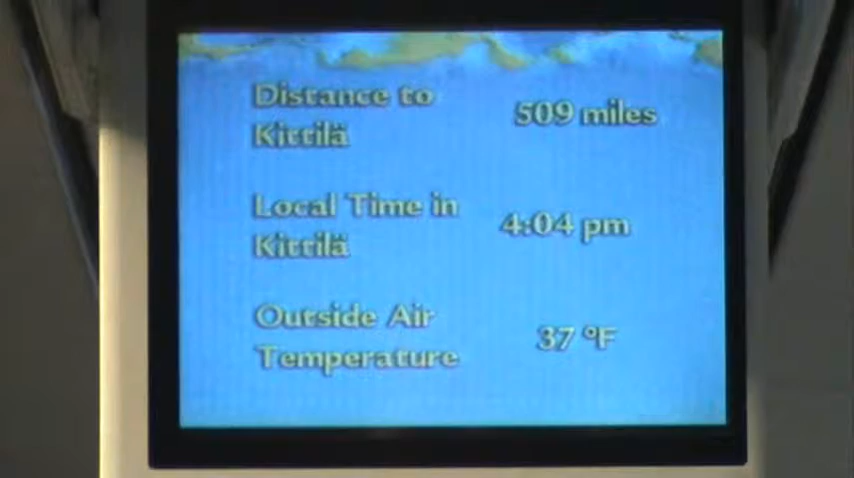 Distance to
Kittilä
509 miles
Local Time in
Kittilä
4:04 pm
Outside Air
Temperature
37 °F